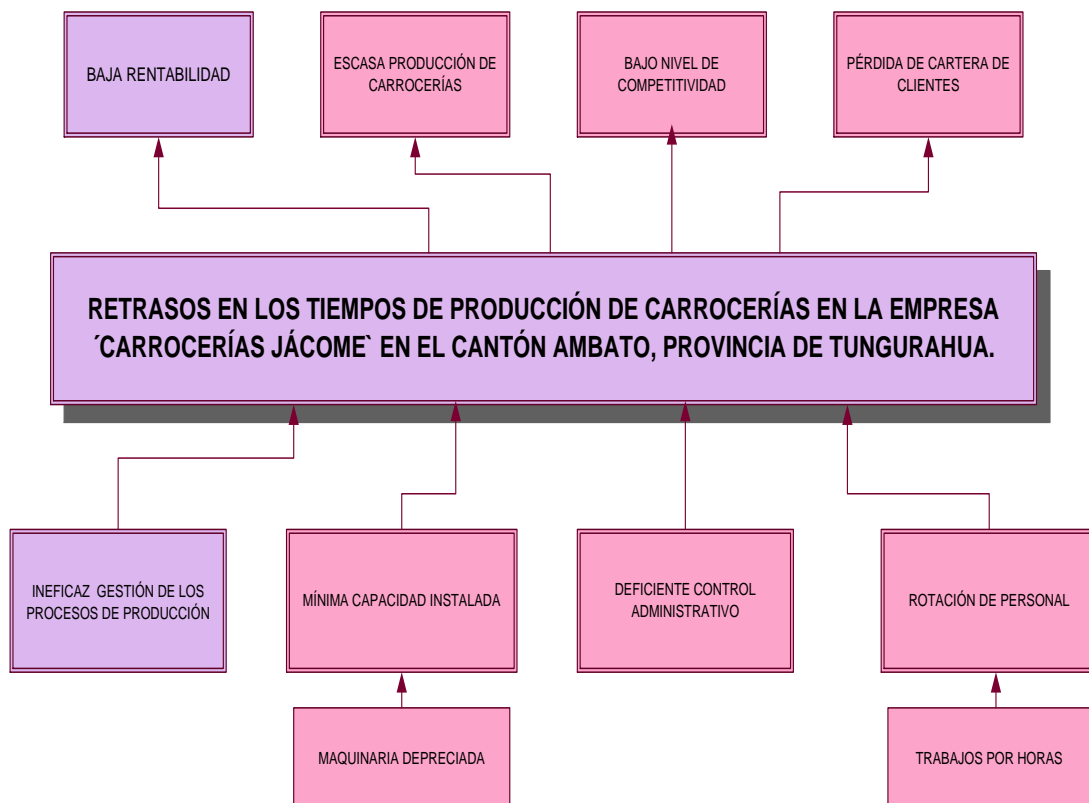 BAJA RENTABILIDAD
ESCASA PRODUCCIÓN DE
CARROCERÍAS
BAJO NIVEL DE
COMPETITIVIDAD
PÉRDIDA DE CARTERA DE
CLIENTES
RETRASOS EN LOS TIEMPOS DE PRODUCCIÓN DE CARROCERÍAS EN LA EMPRESA
´CARROCERÍAS JÁCOME` EN EL CANTÓN AMBATO, PROVINCIA DE TUNGURAHUA.
INEFICAZ GESTIÓN DE LOS
PROCESOS DE PRODUCCIÓN
MÍNIMA CAPACIDAD INSTALADA
DEFICIENTE CONTROL
ADMINISTRATIVO
ROTACIÓN DE PERSONAL
MAQUINARIA DEPRECIADA
TRABAJOS POR HORAS